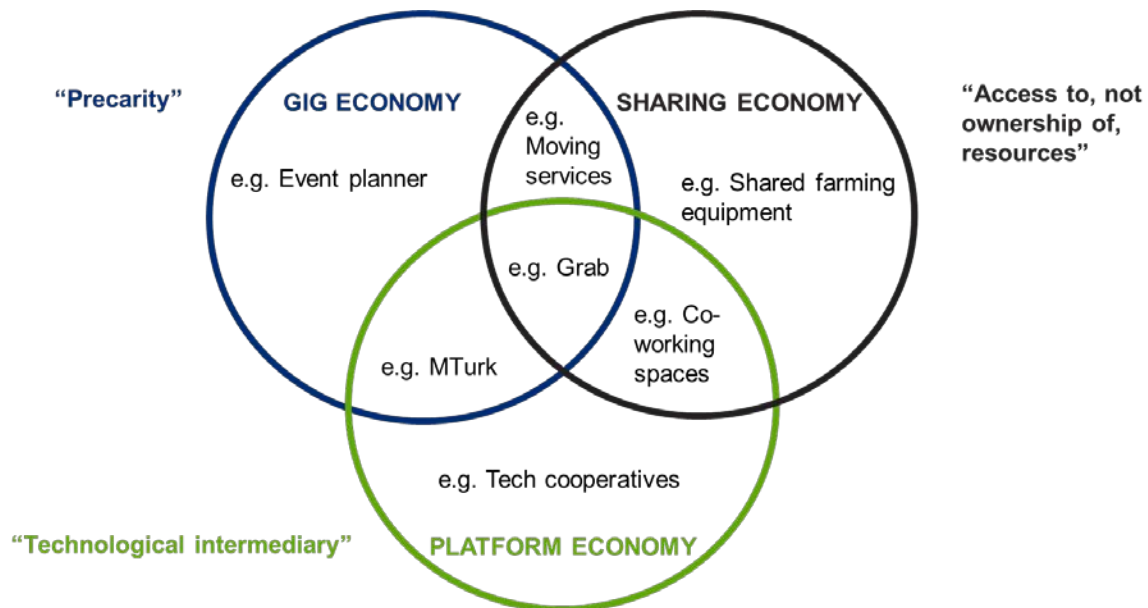 “Precarity”
GIG ECONOMY
e.g. Event planner
e.g.
Moving
services
SHARING ECONOMY
“Access to, not
ownership of,
resources”
e.g. Shared farming
equipment
e.g. Grab
e.g. MTurk
e.g. Co-
working
spaces
e.g. Tech cooperatives
“Technological intermediary”
PLATFORM ECONOMY